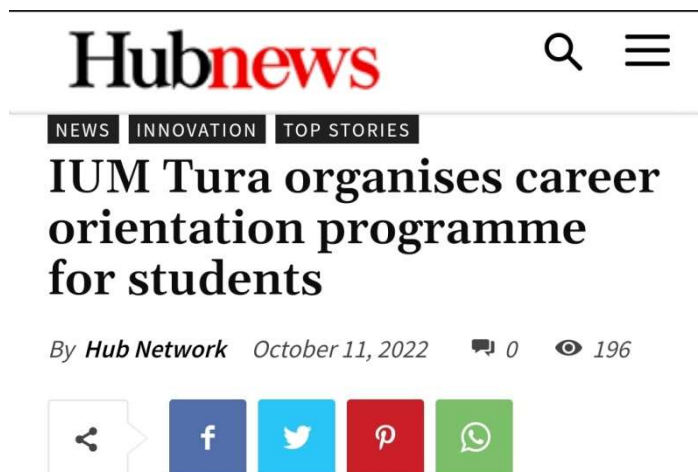 Hubnews
NEWS INNOVATION TOP STORIES
IUM Tura organises career
orientation programme
for students
By Hub Network October 11, 2022 0 196